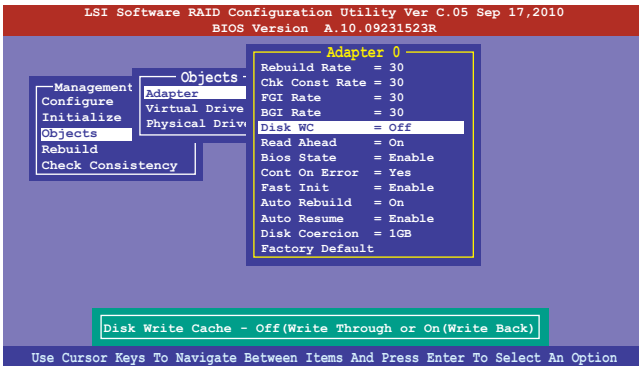 LSI Software RAID Configuration Utility Ver C.05 Sep 17,2010
BIOS Version A.10.09231523R
Management
Configure
Initialize
Objects
Rebuild
Check Consistency
Objects
Adapter
Virtual Drive
Physical Driv
Adapter 0
Rebuild Rate = 30
Chk Const Rate = 30
FGI Rate = 30
BGI Rate = 30
Disk WC = Off
Read Ahead = On
Bios State = Enable
Cont On Error = Yes
Fast Init = Enable
Auto Rebuild = On
Auto Resume = Enable
Disk Coercion = 1GB
Factory Default
Disk Write Cache - Off(Write Through or On(Write Back)
Use Cursor Keys To Navigate Between Items And Press Enter To Select An Option